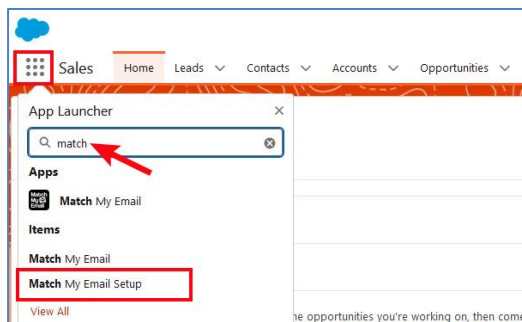 Sales Home Leads Contacts Accounts Opportunities
App Launcher
match
Apps
Match My Email
Match My Email
Items
Match My Email
Match My Email Setup
View All
he opportunities you're working on, then come